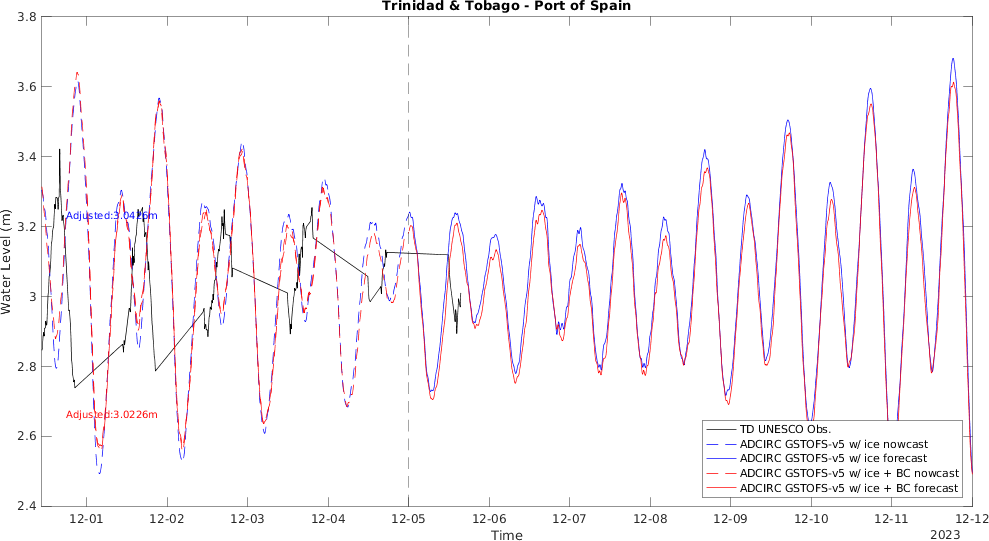 Trinidad & Tobago - Port of Spain
3.8
3.6
3.4
3.2
3
2.8
2.6
2.4
Water Level (m)
Adjusted:3.0426m
Adjusted:3.0226m
TD UNESCO Obs.
ADCIRC GSTOFS-v5 w/ ice nowcast
ADCIRC GSTOFS-v5 w/ ice forecast
ADCIRC GSTOFS-v5 w/ ice + BC nowcast
ADCIRC GSTOFS-v5 w/ ice + BC forecast
12-01 12-02 12-03 12-04 12-05 12-06 12-07 12-08 12-09 12-10 12-11 12-12
2023
Time